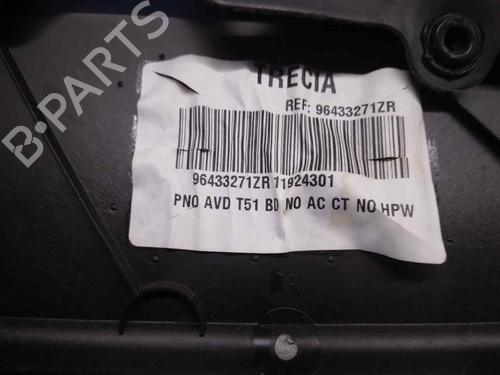 B-PARTS
TRECIA
REF: 96433271ZR
96433271ZR 11924301
PNO AVD T51 BD NO AC CT NO HPW